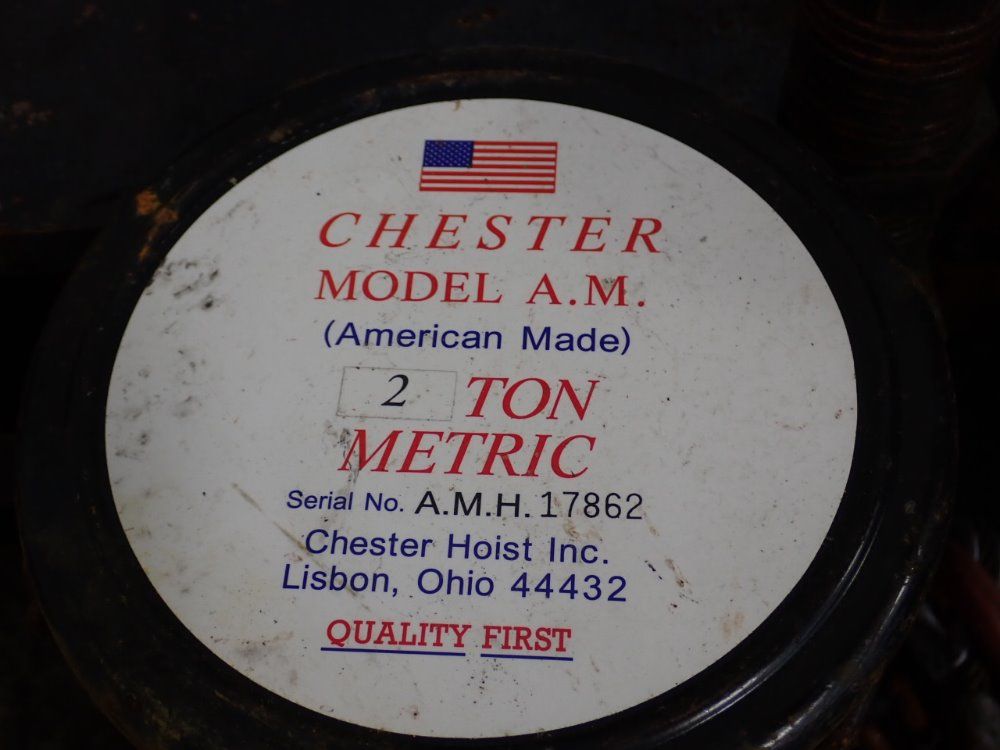 CHESTER
MODEL A.M.
(American Made)
2 TON
METRIC
Serial No. A.M.H. 17862
Chester Hoist Inc.
Lisbon, Ohio 44432
QUALITY FIRST